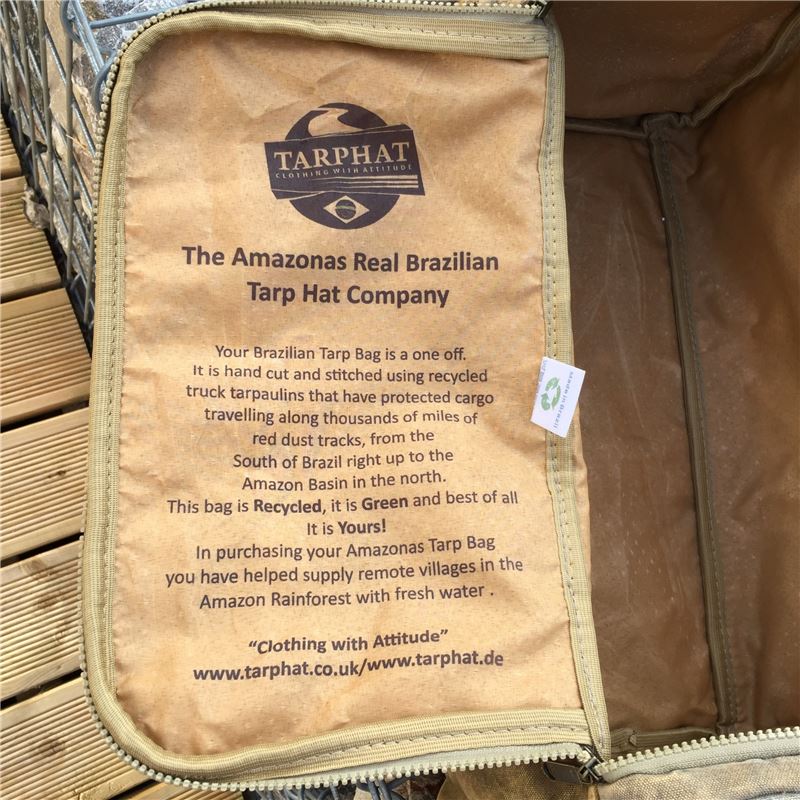 TARPHAT
CLOTHING WITH ATTITUDE
The Amazonas Real Brazilian
Tarp Hat Company
Your Brazilian Tarp Bag is a one off.
It is hand cut and stitched using recycled
truck tarpaulins that have protected cargo
travelling along thousands of miles of
red dust tracks, from the
South of Brazil right up to the
Amazon Basin in the north.
This bag is Recycled, it is Green and best of all
It is Yours!
In purchasing your Amazonas Tarp Bag
you have helped supply remote villages in the
Amazon Rainforest with fresh water .
“Clothing with Attitude”
www.tarphat.co.uk/www.tarphat.de
Made in Brazil